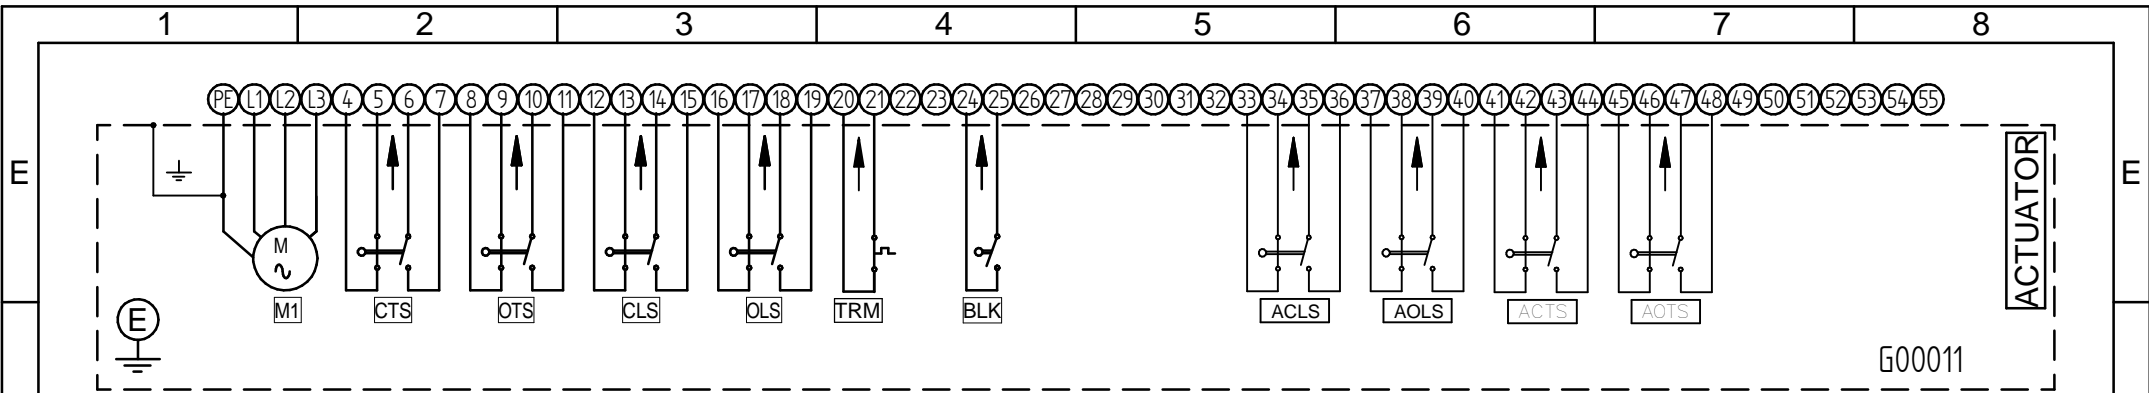 1 2 3 4 5 6 7 8
PE L1 L2 L3 4 5 6 7 8 9 10 11 12 13 14 15 16 17 18 19 20 21 22 23 24 25 26 27 28 29 30 31 32 33 34 35 36 37 38 39 40 41 42 43 44 45 46 47 48 49 50 51 52 53 54 55
E E
ACTUATOR
M
M1 CTS OTS CLS OLS TRM BLK ACLS AOLS ACTS AOTS
E
G00011